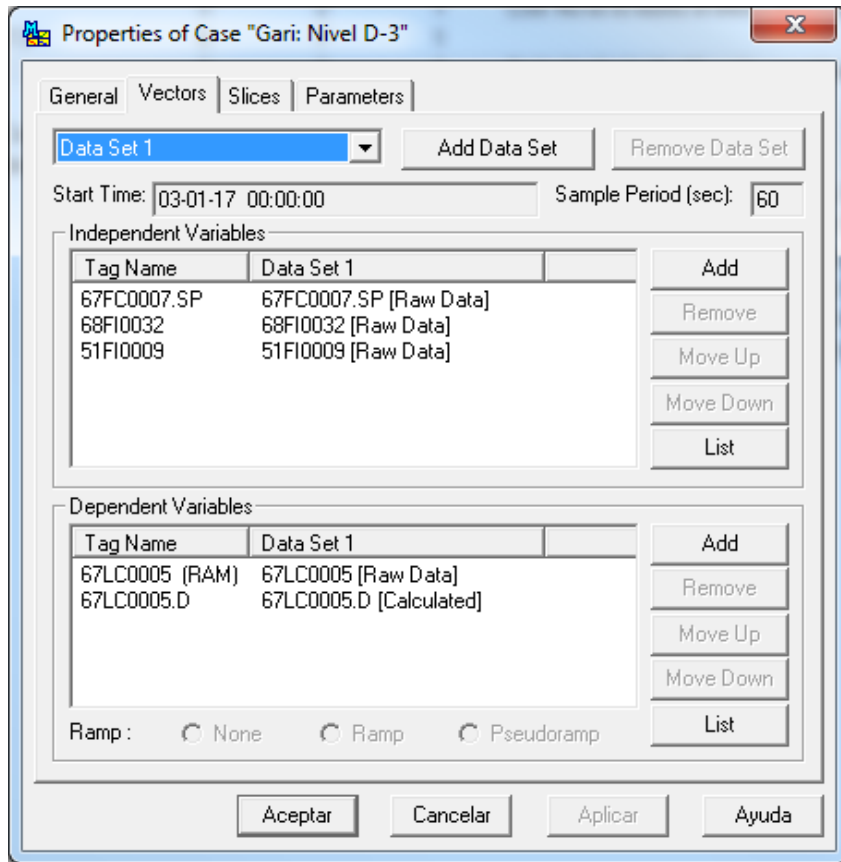 Properties of Case "Gari: Nivel D-3"
General Vectors Slices Parameters
Data Set 1 Add Data Set Remove Data Set
Start Time: 03-01-17 00:00:00 Sample Period (sec): 60
Independent Variables
Tag Name Data Set 1 Add
67FC0007.SP 67FC0007.SP [Raw Data]
68FI0032 68FI0032 [Raw Data] Remove
51FI0009 51FI0009 [Raw Data] Move Up
Move Down
List
Dependent Variables
Tag Name Data Set 1 Add
67LC0005 (RAM) 67LC0005 [Raw Data]
67LC0005.D 67LC0005.D [Calculated] Remove
Move Up
Move Down
Ramp : None Ramp Pseudoramp List
Aceptar Cancelar Aplicar Ayuda